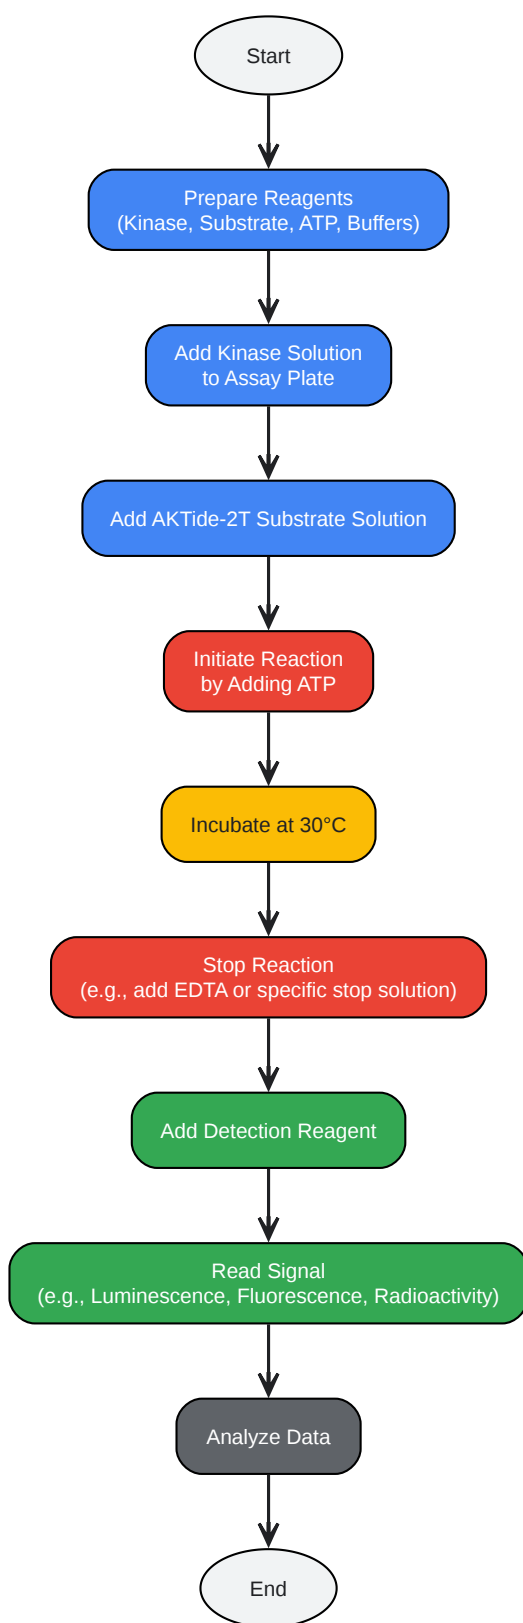 Start
Prepare Reagents
(Kinase, Substrate, ATP, Buffers)
Add Kinase Solution
to Assay Plate
Add AKTide-2T Substrate Solution
Initiate Reaction
by Adding ATP
Incubate at 30°C
Stop Reaction
(e.g., add EDTA or specific stop solution)
Add Detection Reagent
Read Signal
(e.g., Luminescence, Fluorescence, Radioactivity)
Analyze Data
End